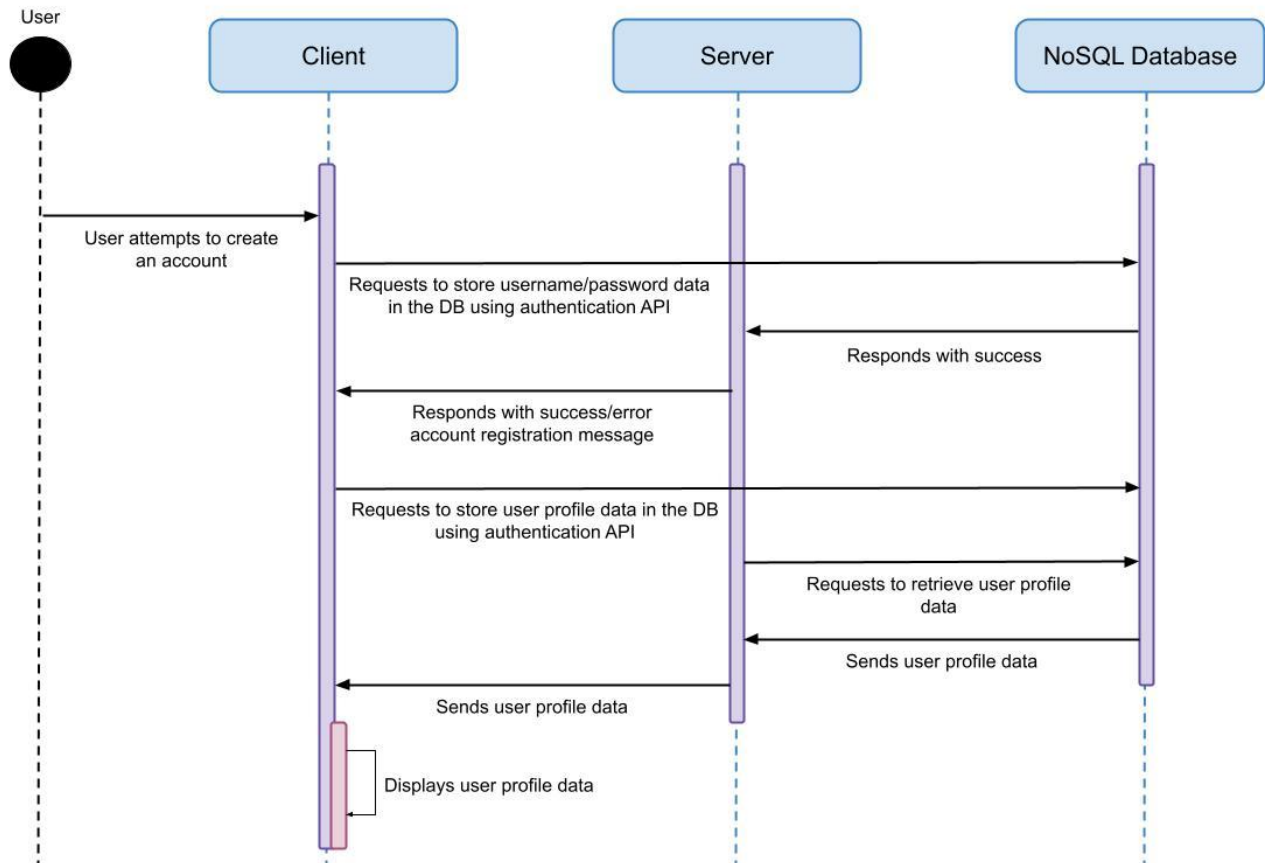 User
Client
Server
NoSQL Database
User attempts to create
an account
Requests to store username/password data
in the DB using authentication API
Responds with success
Responds with success/error
account registration message
Requests to store user profile data in the DB
using authentication API
Requests to retrieve user profile
data
Sends user profile data
Sends user profile data
Displays user profile data